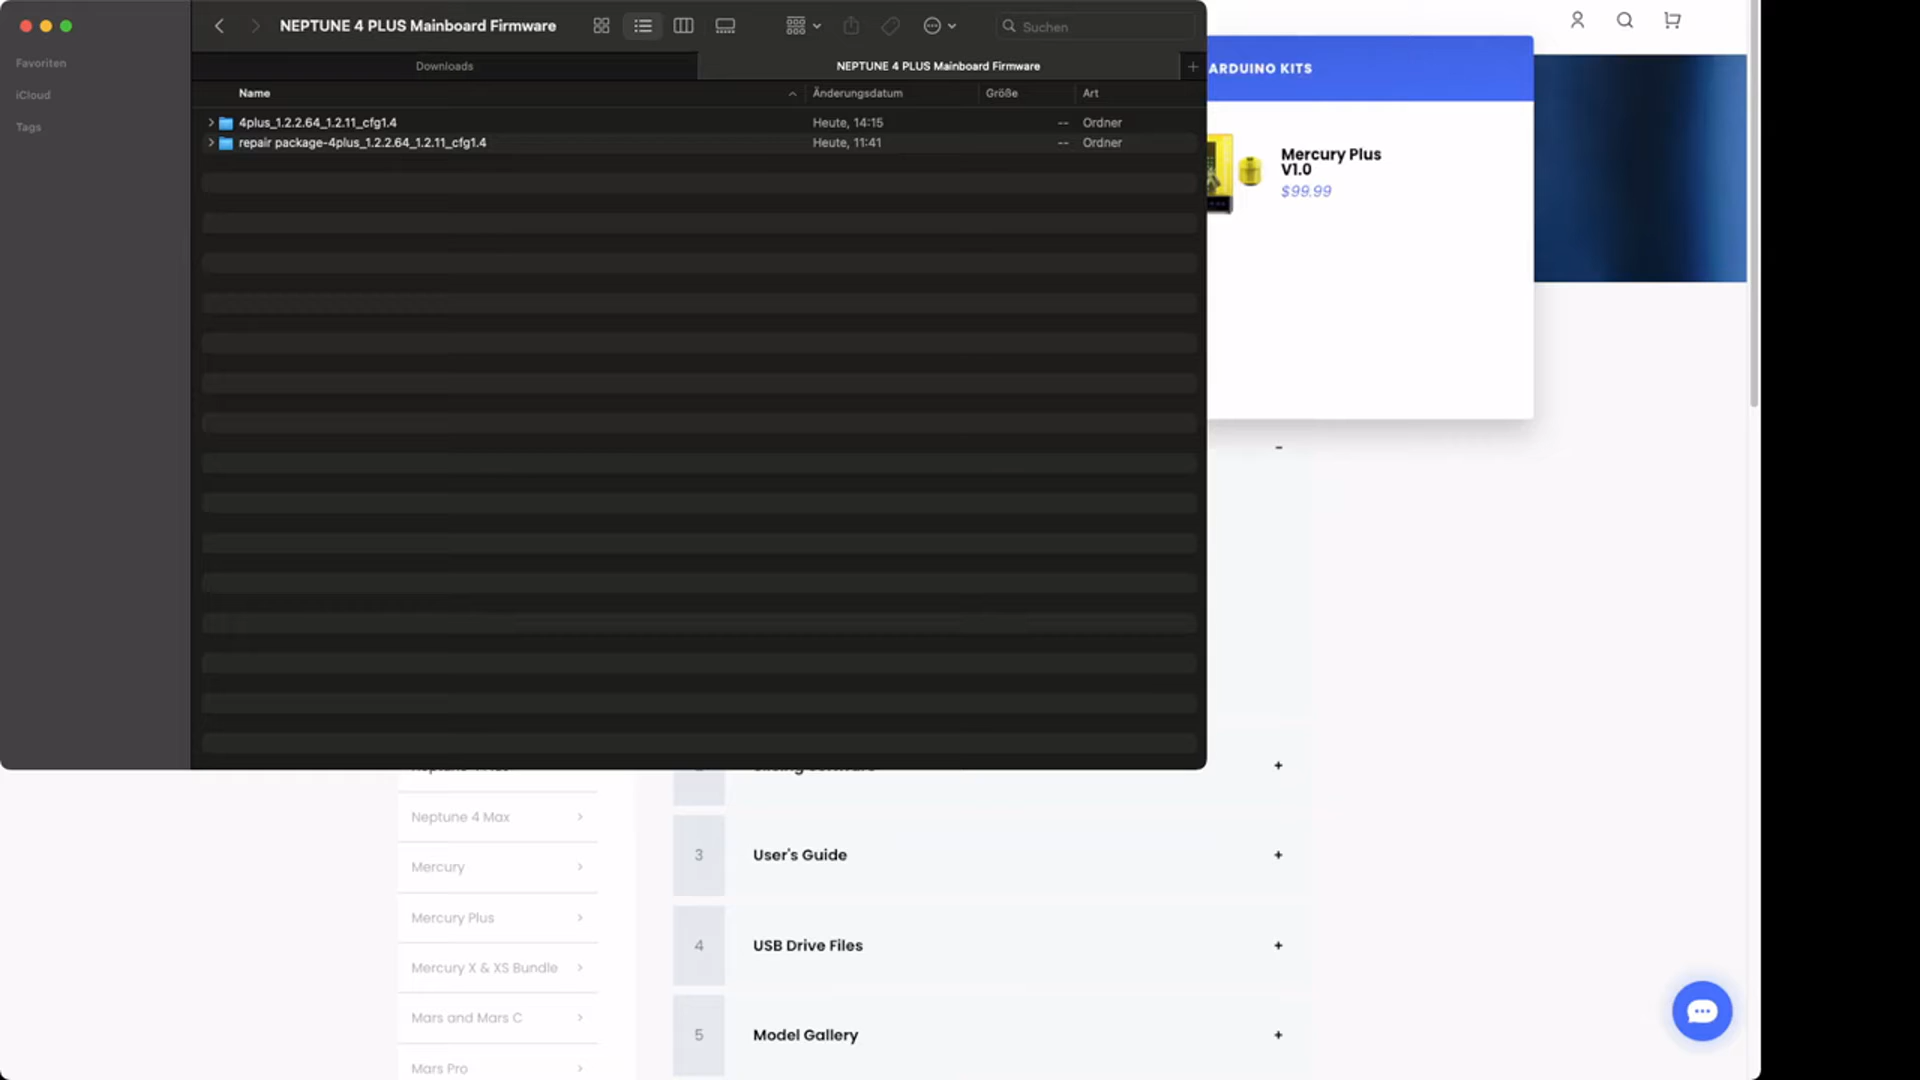 NEPTUNE 4 PLUS Mainboard Firmware
Suchen
Favoriten
iCloud
Tags
Downloads
NEPTUNE 4 PLUS Mainboard Firmware
Name
Änderungsdatum
Größe
Art
4plus_1.2.2.64_1.2.11_cfg1.4
Heute, 14:15
--
Ordner
repair package-4plus_1.2.2.64_1.2.11_cfg1.4
Heute, 11:41
--
Ordner
ARDUINO KITS
Mercury Plus
V1.0
$99.99
Neptune 4 Max
Mercury
Mercury Plus
Mercury X & XS Bundle
Mars and Mars C
Mars Pro
3
User's Guide
4
USB Drive Files
5
Model Gallery